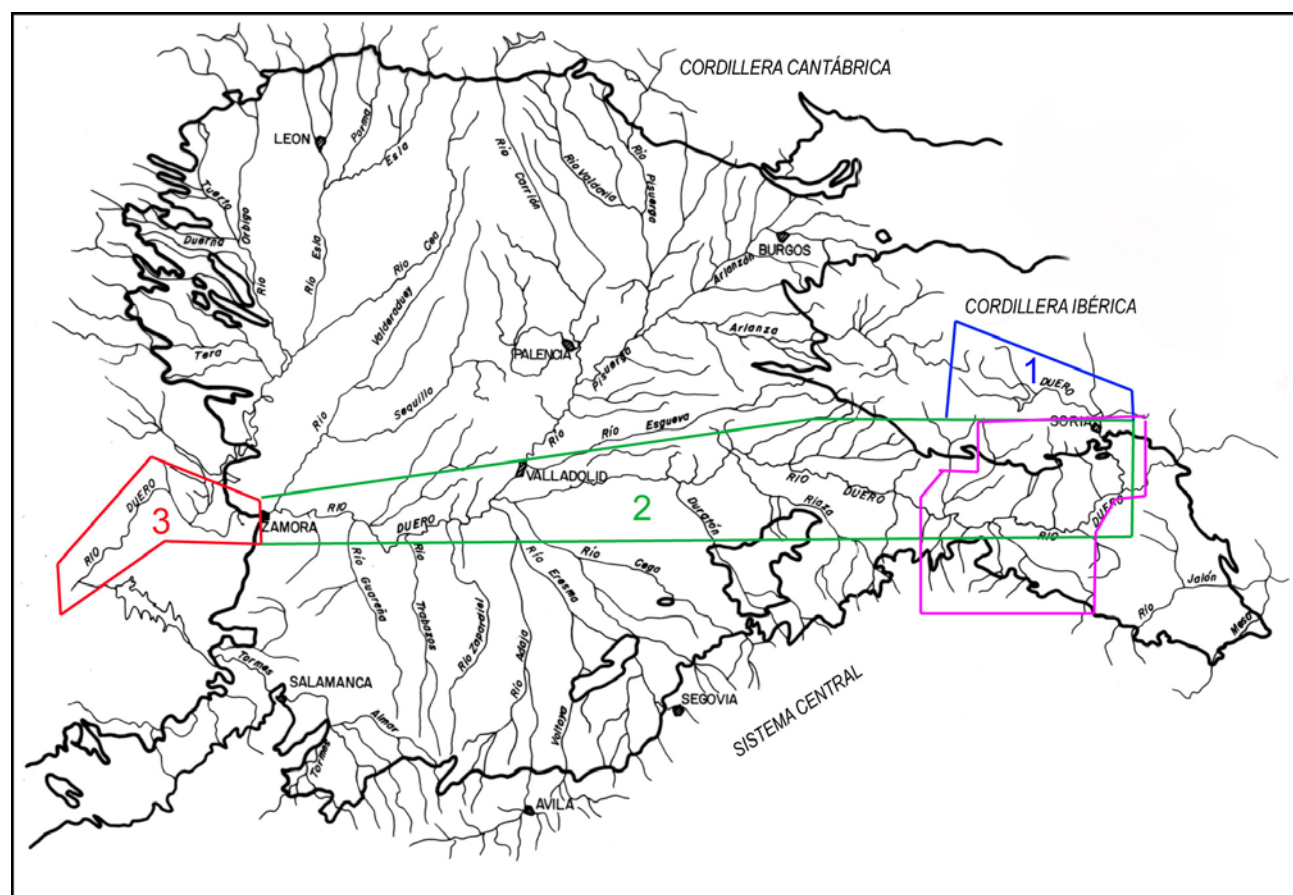 CORDILLERA CANTÁBRICA
LEON
Porma
Esla
Río Carrión
Río Valdavia
Río Pisuerga
Tuerto
Orbigo
Río
Duerna
Río Esla
Río Cea
BURGOS
Arlanzón
CORDILLERA IBÉRICA
Valderaduey
Río
Arlanza
PALENCIA
Pisuerga
Río
Tera
Sequillo
1
DUERO
Río Esgueva
SORIA
VALLADOLID
RIO DUERO
3
ZAMORA
RIO DUERO
2
RIO DUERO
Duratón
Riaza
RIO DUERO
Río Guareña
Río Trabazos
Río Zapardiel
Río Adaja
Río Eresma
Río Cega
Voltoya
Río Jalón
Mesa
Tormes
SALAMANCA
Almar
Tormes
SEGOVIA
SISTEMA CENTRAL
AVILA